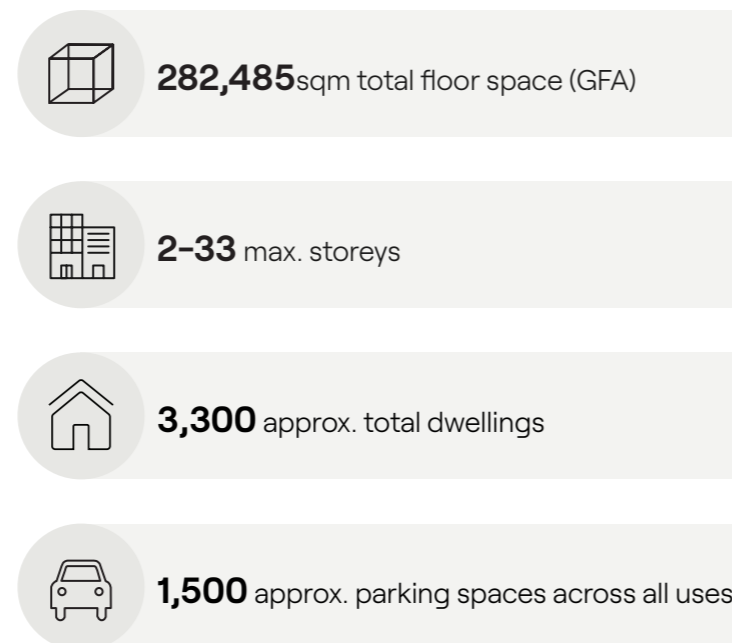 282,485sqm total floor space (GFA)
2–33 max. storeys
3,300 approx. total dwellings
1,500 approx. parking spaces across all uses